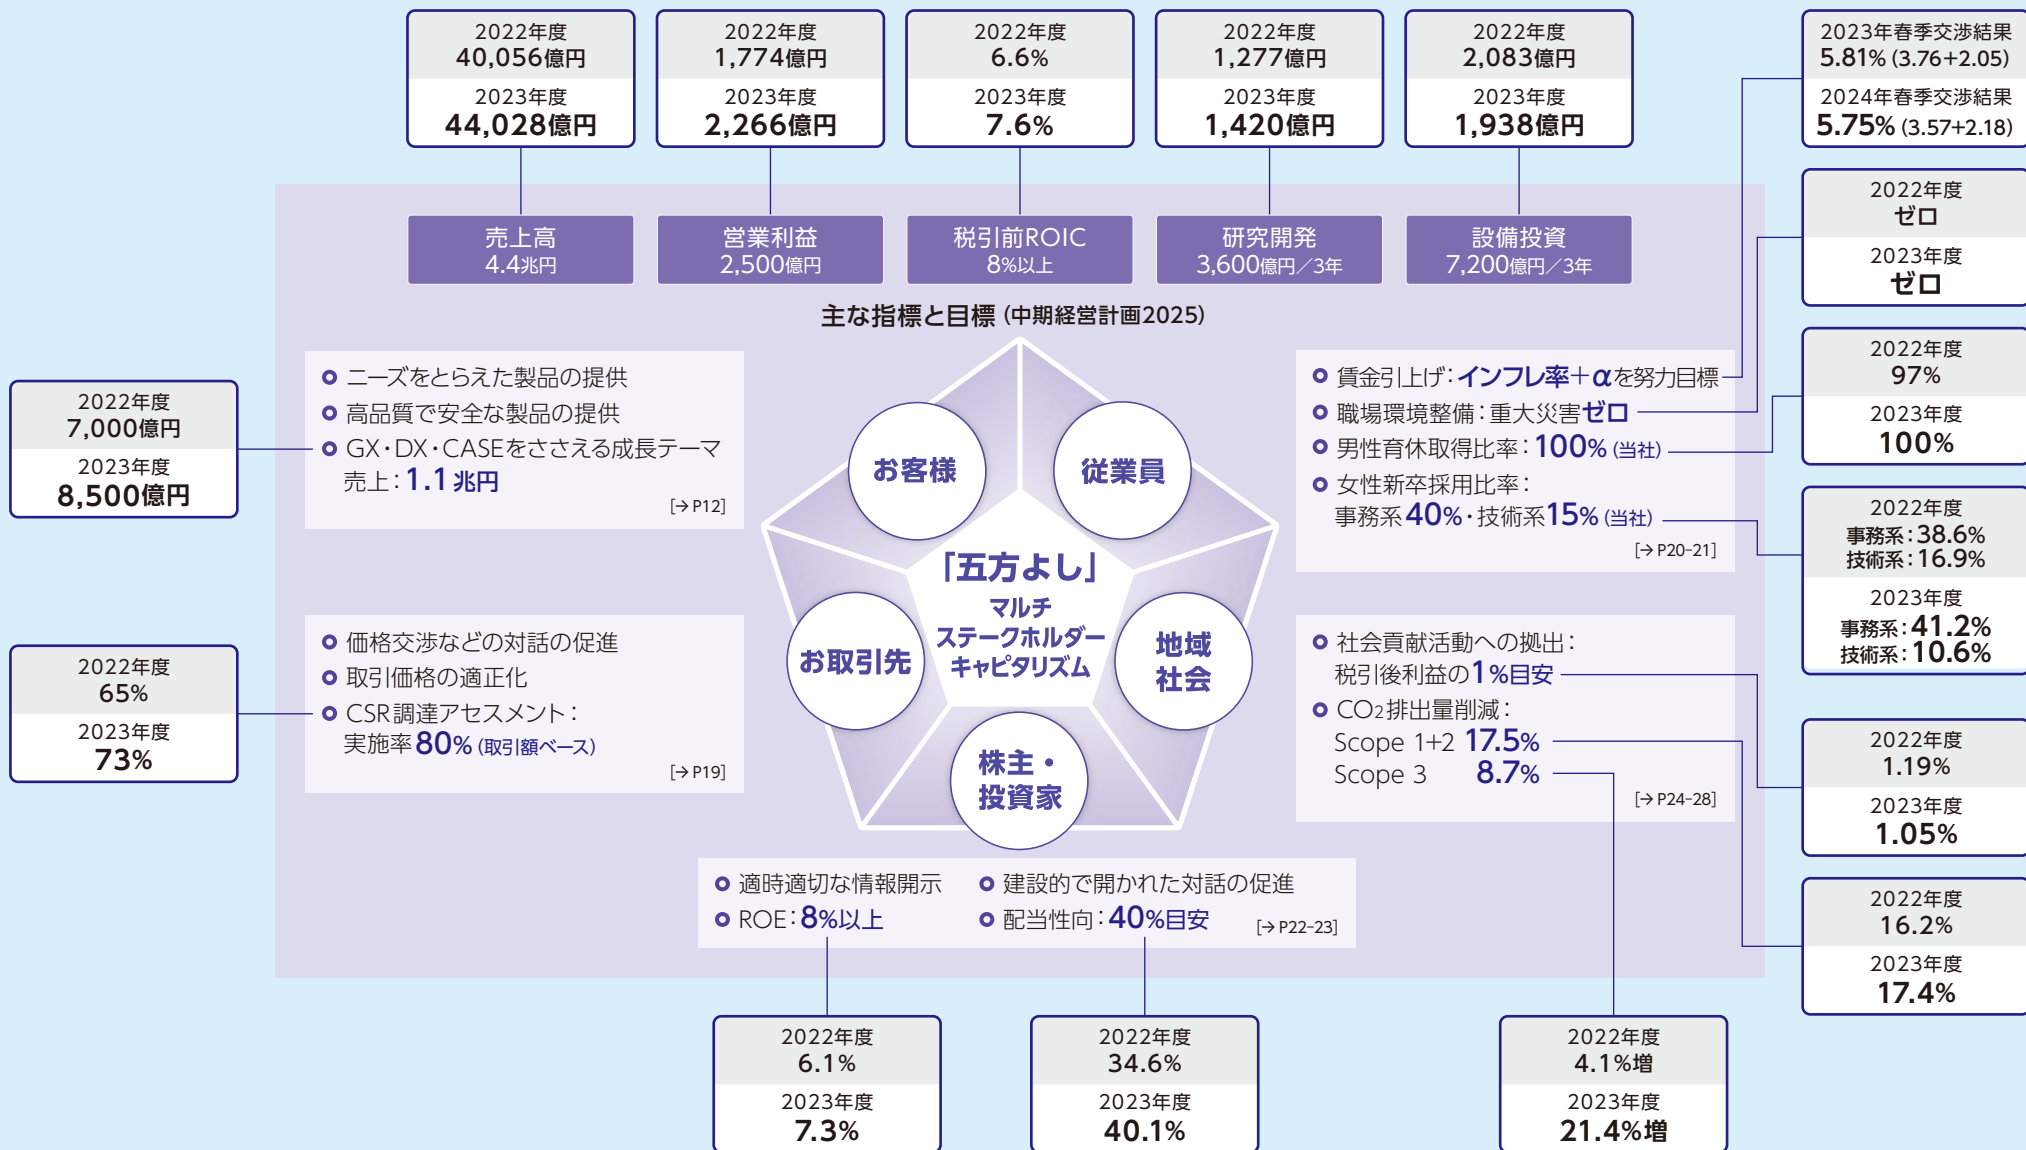 2022年度
40,056億円
2023年度
44,028億円
2022年度
1,774億円
2023年度
2,266億円
2022年度
6.6%
2023年度
7.6%
2022年度
1,277億円
2023年度
1,420億円
2022年度
2,083億円
2023年度
1,938億円
2023年春季交渉結果
5.81% (3.76+2.05)
2024年春季交渉結果
5.75% (3.57+2.18)
売上高
4.4兆円
営業利益
2,500億円
税引前ROIC
8%以上
研究開発
3,600億円／3年
設備投資
7,200億円／3年
2022年度
ゼロ
2023年度
ゼロ
主な指標と目標 (中期経営計画2025)
2022年度
7,000億円
2023年度
8,500億円
ニーズをとらえた製品の提供
高品質で安全な製品の提供
GX・DX・CASEをささえる成長テーマ
売上：1.1兆円
[→P12]
お客様
従業員
賃金引上げ：インフレ率＋αを努力目標
職場環境整備：重大災害ゼロ
男性育休取得比率：100% (当社)
女性新卒採用比率：
事務系40%・技術系15% (当社)
[→P20-21]
2022年度
97%
2023年度
100%
2022年度
事務系：38.6%
技術系：16.9%
2023年度
事務系：41.2%
技術系：10.6%
「五方よし」
マルチ
ステークホルダー
キャピタリズム
2022年度
65%
2023年度
73%
価格交渉などの対話の促進
取引価格の適正化
CSR調達アセスメント：
実施率80% (取引額ベース)
[→P19]
お取引先
地域
社会
株主・
投資家
社会貢献活動への拠出：
税引後利益の1%目安
CO2排出量削減：
Scope 1+2 17.5%
Scope 3 8.7%
[→P24-28]
2022年度
1.19%
2023年度
1.05%
2022年度
16.2%
2023年度
17.4%
適時適切な情報開示
ROE：8%以上
建設的で開かれた対話の促進
配当性向：40%目安
[→P22-23]
2022年度
6.1%
2023年度
7.3%
2022年度
34.6%
2023年度
40.1%
2022年度
4.1%増
2023年度
21.4%増